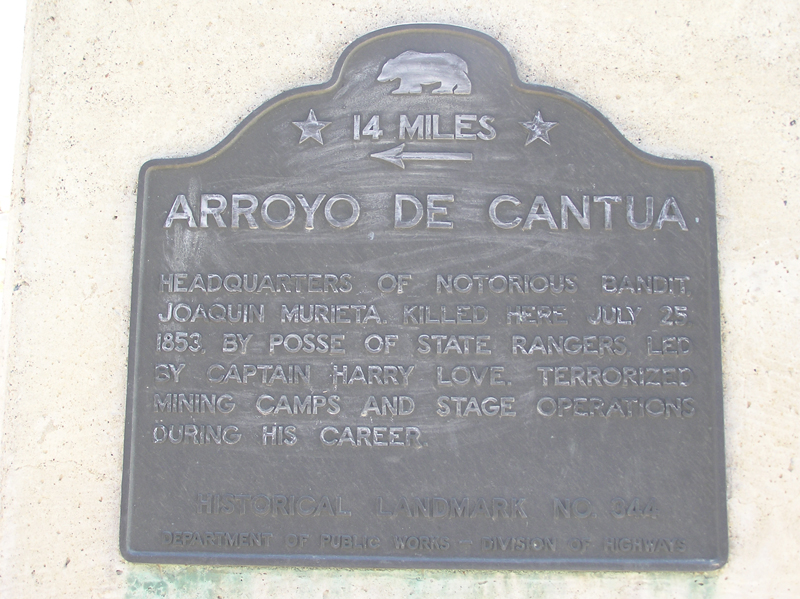 14 MILES
ARROYO DE CANTUA
HEADQUARTERS OF NOTORIOUS BANDIT,
JOAQUIN MURIETA. KILLED HERE JULY 25,
1853, BY POSSE OF STATE RANGERS, LED
BY CAPTAIN HARRY LOVE. TERRORIZED
MINING CAMPS AND STAGE OPERATIONS
DURING HIS CAREER.
HISTORICAL LANDMARK NO. 344
DEPARTMENT OF PUBLIC WORKS - DIVISION OF HIGHWAYS